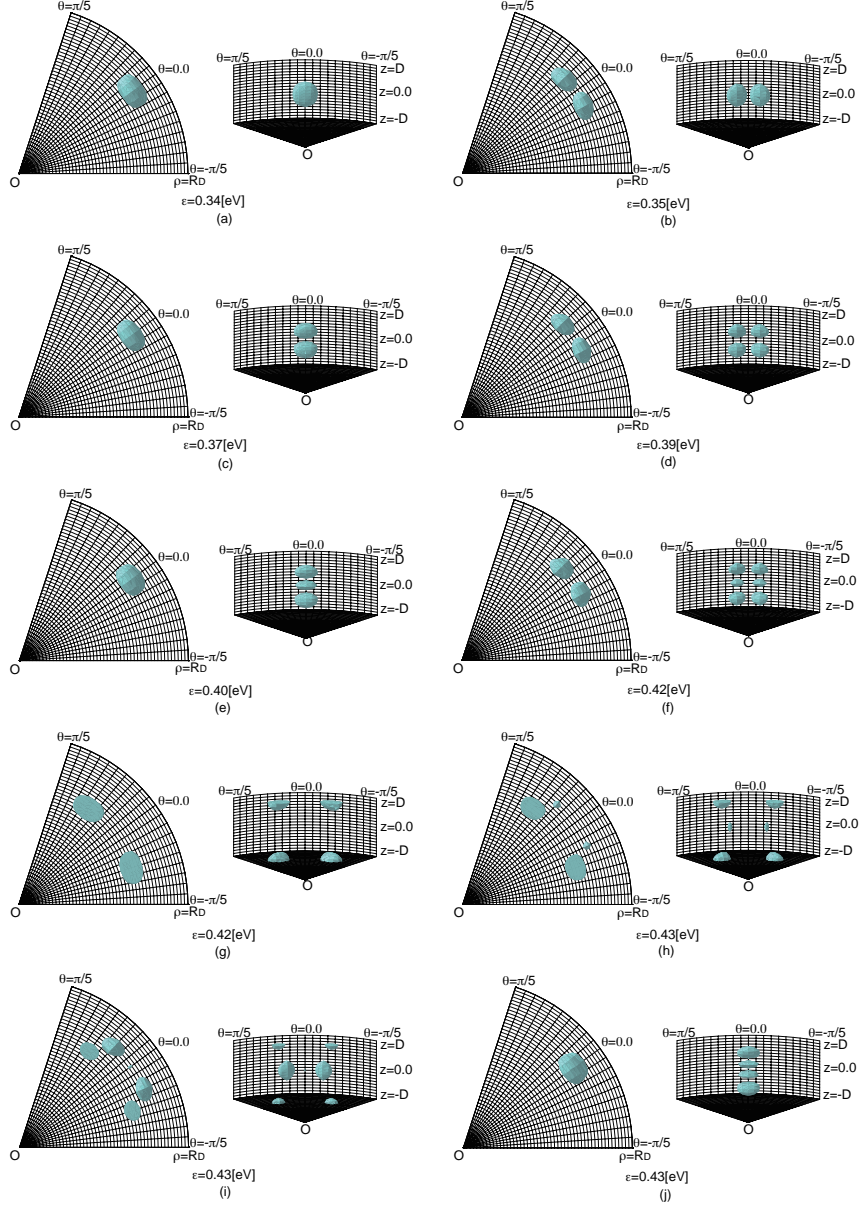 θ=π/5
θ=0.0
θ=-π/5
ρ=RD
O
θ=π/5
θ=0.0
θ=-π/5
z=D
z=0.0
z=-D
O
ε=0.34[eV]
(a)
θ=π/5
θ=0.0
θ=-π/5
ρ=RD
O
θ=π/5
θ=0.0
θ=-π/5
z=D
z=0.0
z=-D
O
ε=0.35[eV]
(b)
θ=π/5
θ=0.0
θ=-π/5
ρ=RD
O
θ=π/5
θ=0.0
θ=-π/5
z=D
z=0.0
z=-D
O
ε=0.37[eV]
(c)
θ=π/5
θ=0.0
θ=-π/5
ρ=RD
O
θ=π/5
θ=0.0
θ=-π/5
z=D
z=0.0
z=-D
O
ε=0.39[eV]
(d)
θ=π/5
θ=0.0
θ=-π/5
ρ=RD
O
θ=π/5
θ=0.0
θ=-π/5
z=D
z=0.0
z=-D
O
ε=0.40[eV]
(e)
θ=π/5
θ=0.0
θ=-π/5
ρ=RD
O
θ=π/5
θ=0.0
θ=-π/5
z=D
z=0.0
z=-D
O
ε=0.42[eV]
(f)
θ=π/5
θ=0.0
θ=-π/5
ρ=RD
O
θ=π/5
θ=0.0
θ=-π/5
z=D
z=0.0
z=-D
O
ε=0.42[eV]
(g)
θ=π/5
θ=0.0
θ=-π/5
ρ=RD
O
θ=π/5
θ=0.0
θ=-π/5
z=D
z=0.0
z=-D
O
ε=0.43[eV]
(h)
θ=π/5
θ=0.0
θ=-π/5
ρ=RD
O
θ=π/5
θ=0.0
θ=-π/5
z=D
z=0.0
z=-D
O
ε=0.43[eV]
(i)
θ=π/5
θ=0.0
θ=-π/5
ρ=RD
O
θ=π/5
θ=0.0
θ=-π/5
z=D
z=0.0
z=-D
O
ε=0.43[eV]
(j)